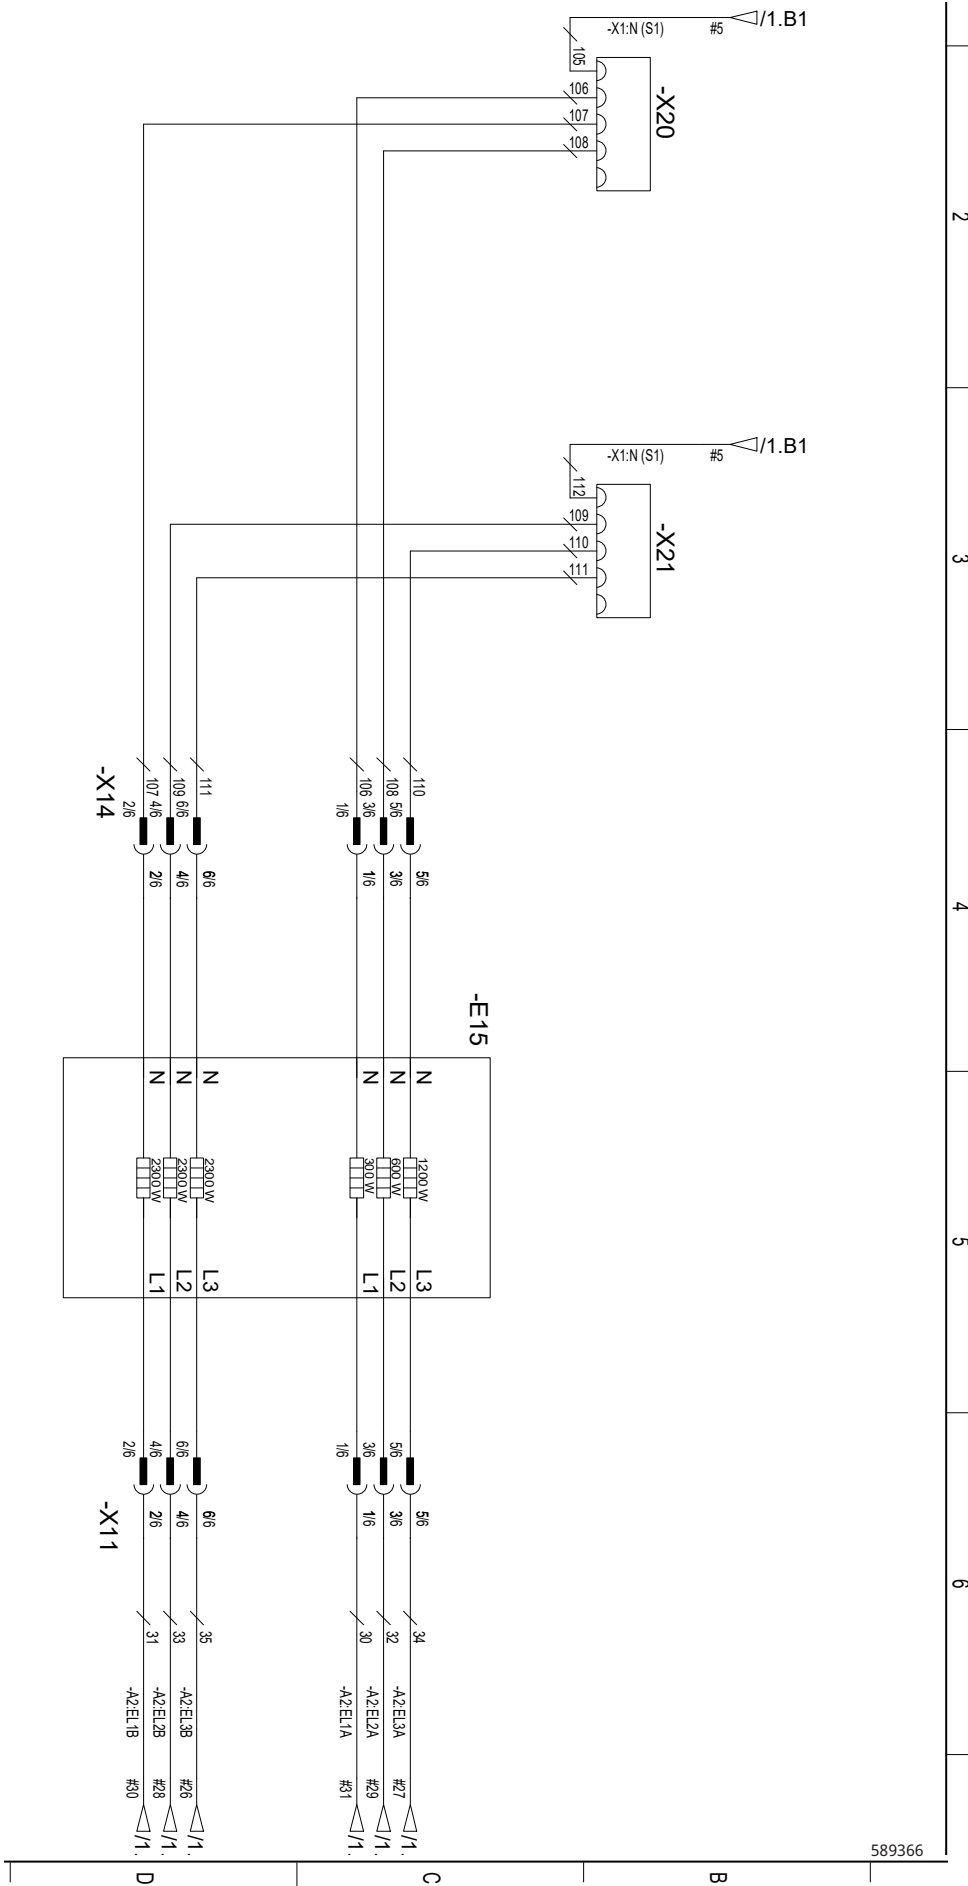 /1.B1
-X1:N (S1)
#5
105
106
107
108
-X20
2
/1.B1
-X1:N (S1)
#5
112
109
110
111
-X21
3
107
109
111
106
108
110
2/6
4/6
6/6
1/6
3/6
5/6
-X14
2/6
4/6
6/6
1/6
3/6
5/6
4
-E15
N
N
N
N
N
N
2300 W
2300 W
2300 W
300 W
600 W
1200 W
L1
L2
L3
L1
L2
L3
5
2/6
4/6
6/6
1/6
3/6
5/6
-X11
2/6
4/6
6/6
1/6
3/6
5/6
6
31
33
35
30
32
34
-A2:EL1B
-A2:EL2B
-A2:EL3B
-A2:EL1A
-A2:EL2A
-A2:EL3A
#30
#28
#26
#31
#29
#27
/1.
/1.
/1.
/1.
/1.
/1.
589366
D
C
B